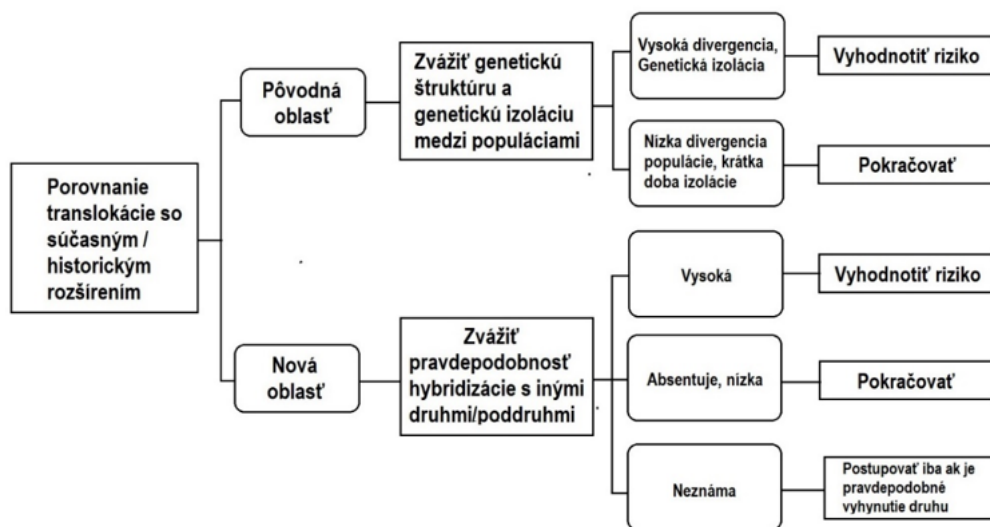 Porovnanie
translokácie so
súčasným /
historickým
rozšírením
Pôvodná
oblasť
Zvážiť genetickú
štruktúru a
genetickú izoláciu
medzi populáciami
Vysoká divergencia,
Genetická izolácia
Vyhodnotiť riziko
Nízka divergencia
populácie, krátka
doba izolácie
Pokračovať
Nová
oblasť
Zvážiť
pravdepodobnosť
hybridizácie s inými
druhmi/poddruhmi
Vysoká
Vyhodnotiť riziko
Absentuje, nízka
Pokračovať
Neznáma
Postupovať iba ak je
pravdepodobné
vyhynutie druhu